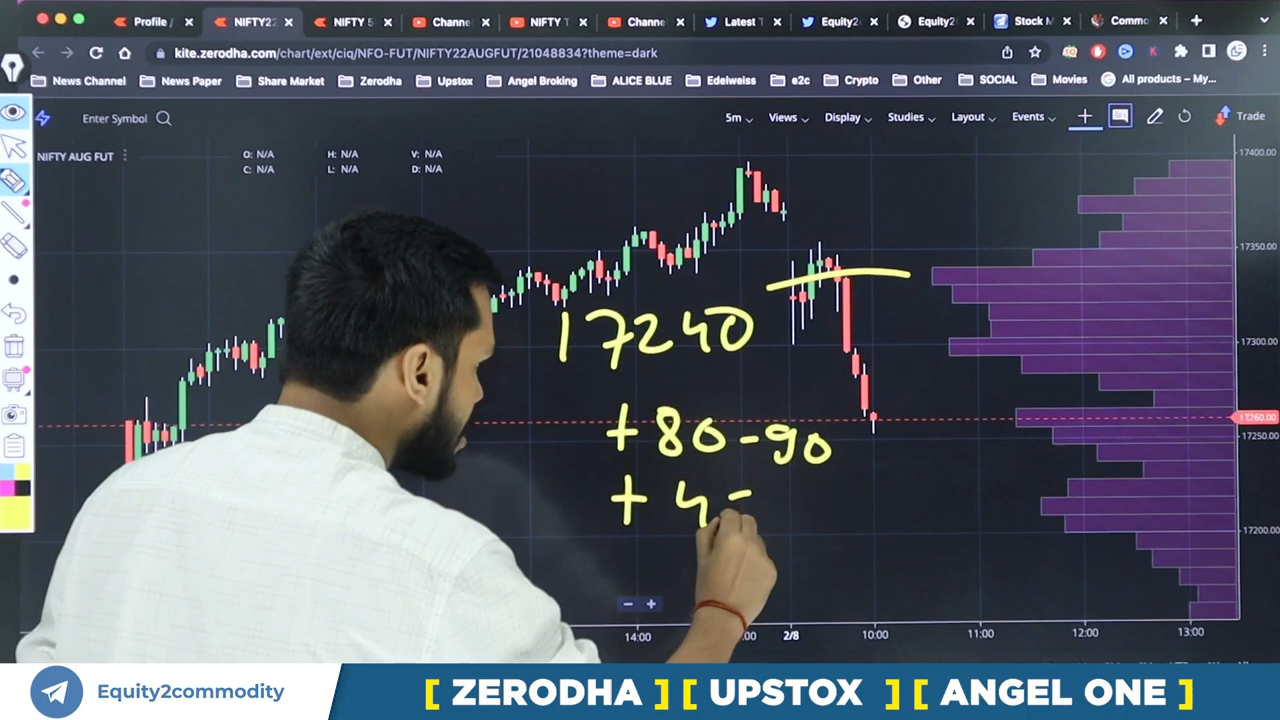 Profile / NIFTY22 NIFTY 5 Channe NIFTY T Channe Latest T Equity2 Equity2C Stock M Commo
kite.zerodha.com/chart/ext/ciq/NFO-FUT/NIFTY22AUGFUT/21048834?theme=dark
News Channel News Paper Share Market Zerodha Upstox Angel Broking ALICE BLUE Edelweiss e2c Crypto Other SOCIAL Movies All products – My...
Enter Symbol 5m Views Display Studies Layout Events Trade
NIFTY AUG FUT O: N/A H: N/A V: N/A
C: N/A L: N/A D: N/A
17400.00
17350.00
17300.00
17260.00
17250.00
17200.00
17240
+ 80 - 90
+ 4
14:00 2/8 10:00 11:00 12:00 13:00
Equity2commodity [ ZERODHA ] [ UPSTOX ] [ ANGEL ONE ]